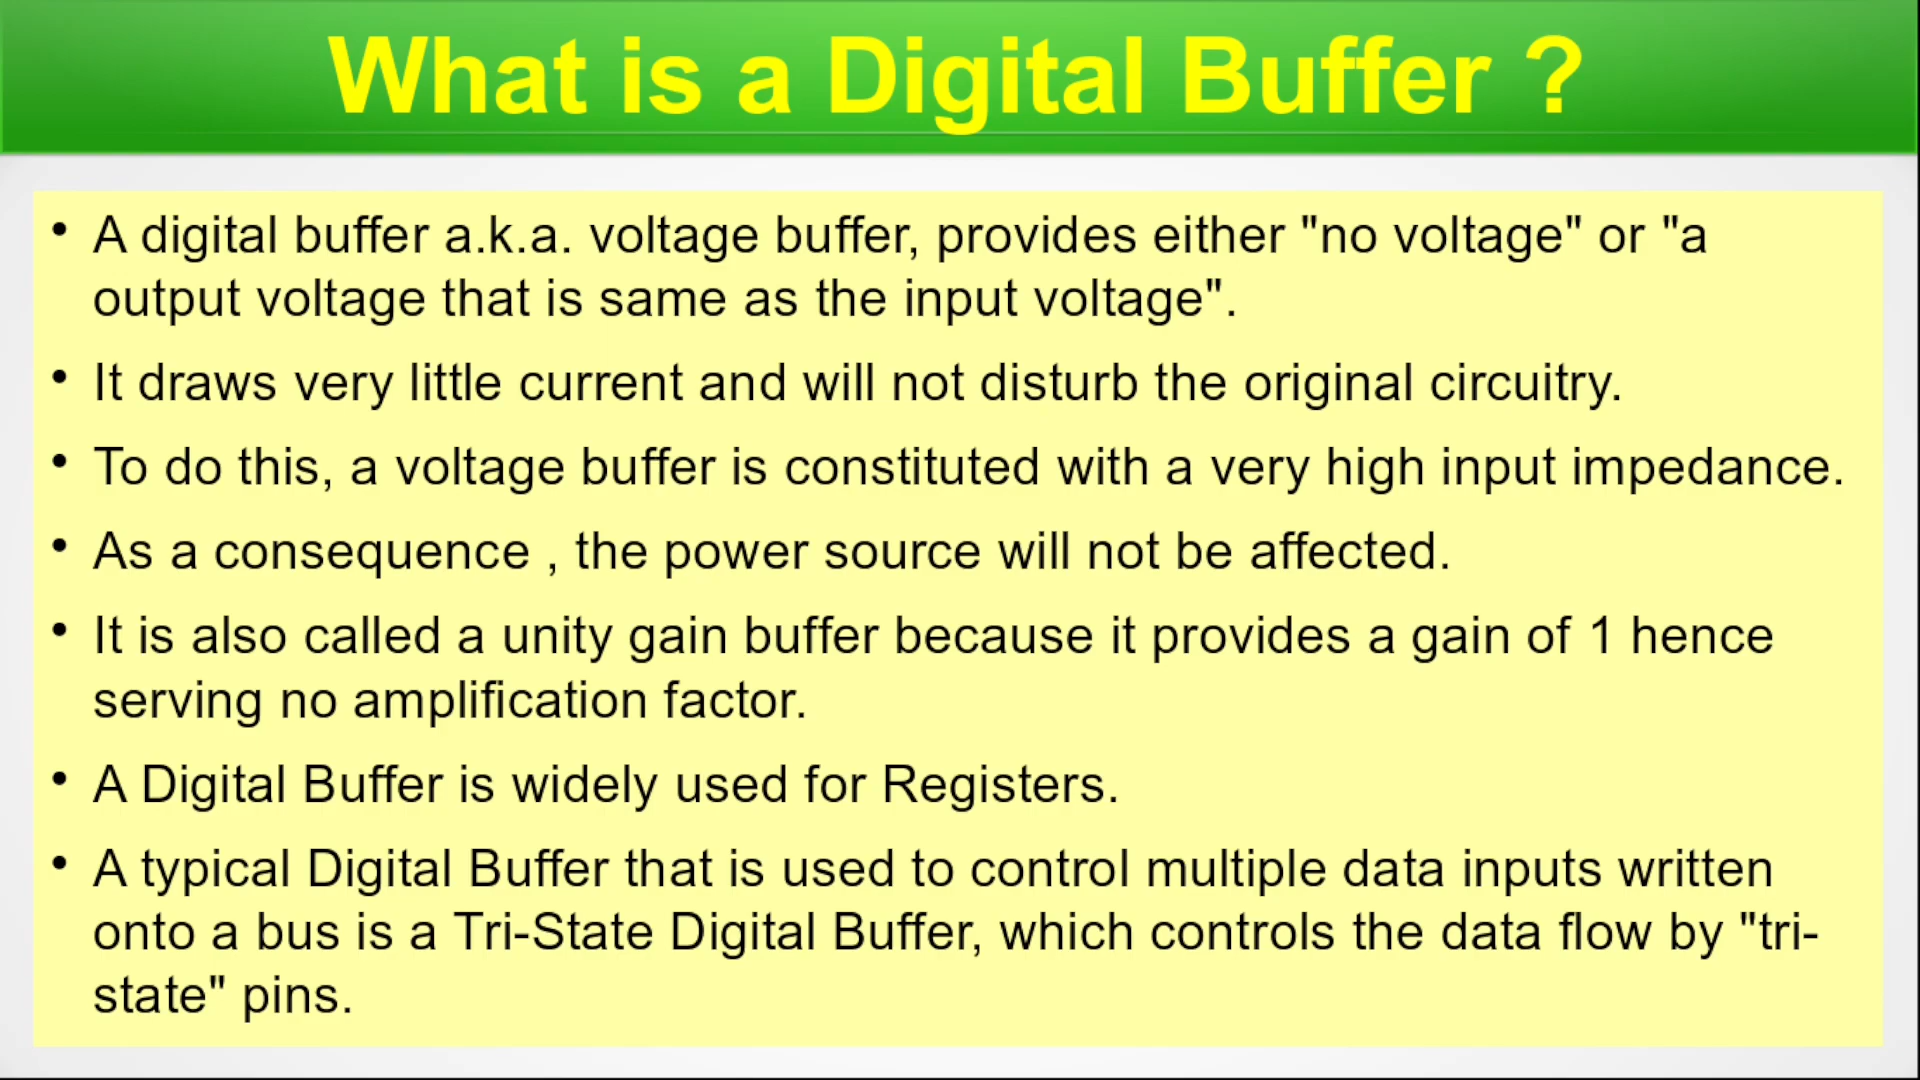 What is a Digital Buffer ?
• A digital buffer a.k.a. voltage buffer, provides either "no voltage" or "a
output voltage that is same as the input voltage".
• It draws very little current and will not disturb the original circuitry.
• To do this, a voltage buffer is constituted with a very high input impedance.
• As a consequence , the power source will not be affected.
• It is also called a unity gain buffer because it provides a gain of 1 hence
serving no amplification factor.
• A Digital Buffer is widely used for Registers.
• A typical Digital Buffer that is used to control multiple data inputs written
onto a bus is a Tri-State Digital Buffer, which controls the data flow by "tri-
state" pins.